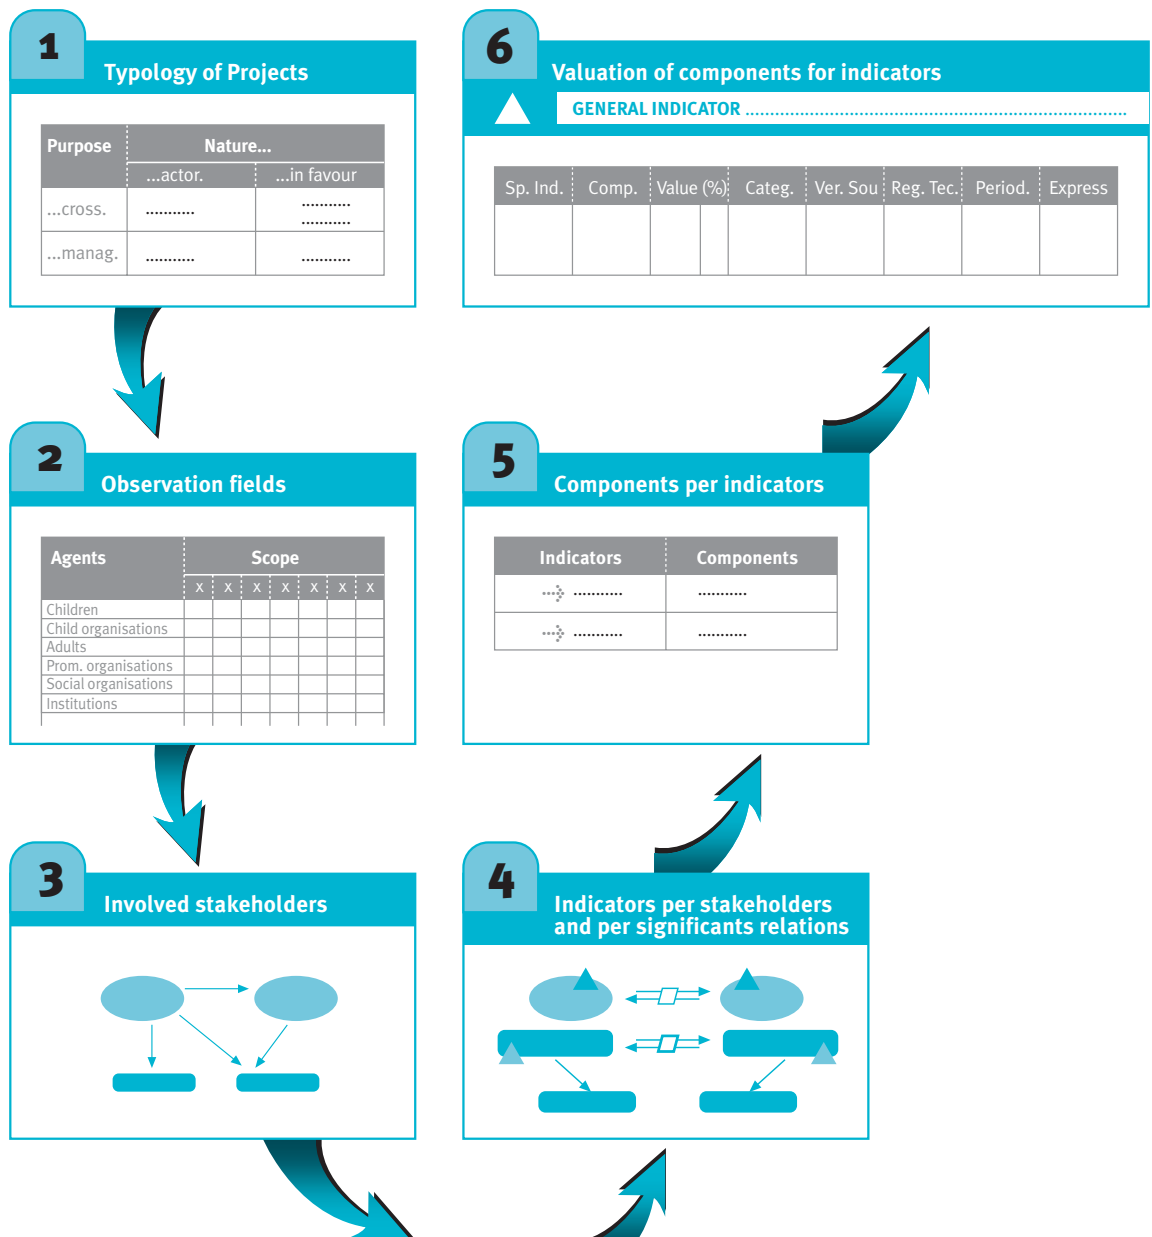 1
Typology of Projects
Purpose Nature...
...actor. ...in favour
...cross. ........... ...........
...........
...manag. ........... ...........
2
Observation fields
Agents Scope
x x x x x x x
Children
Child organisations
Adults
Prom. organisations
Social organisations
Institutions
3
Involved stakeholders
4
Indicators per stakeholders
and per significants relations
5
Components per indicators
Indicators Components
........... ...........
........... ...........
6
Valuation of components for indicators
GENERAL INDICATOR ............................................................................
Sp. Ind. Comp. Value (%) Categ. Ver. Sou Reg. Tec. Period. Express